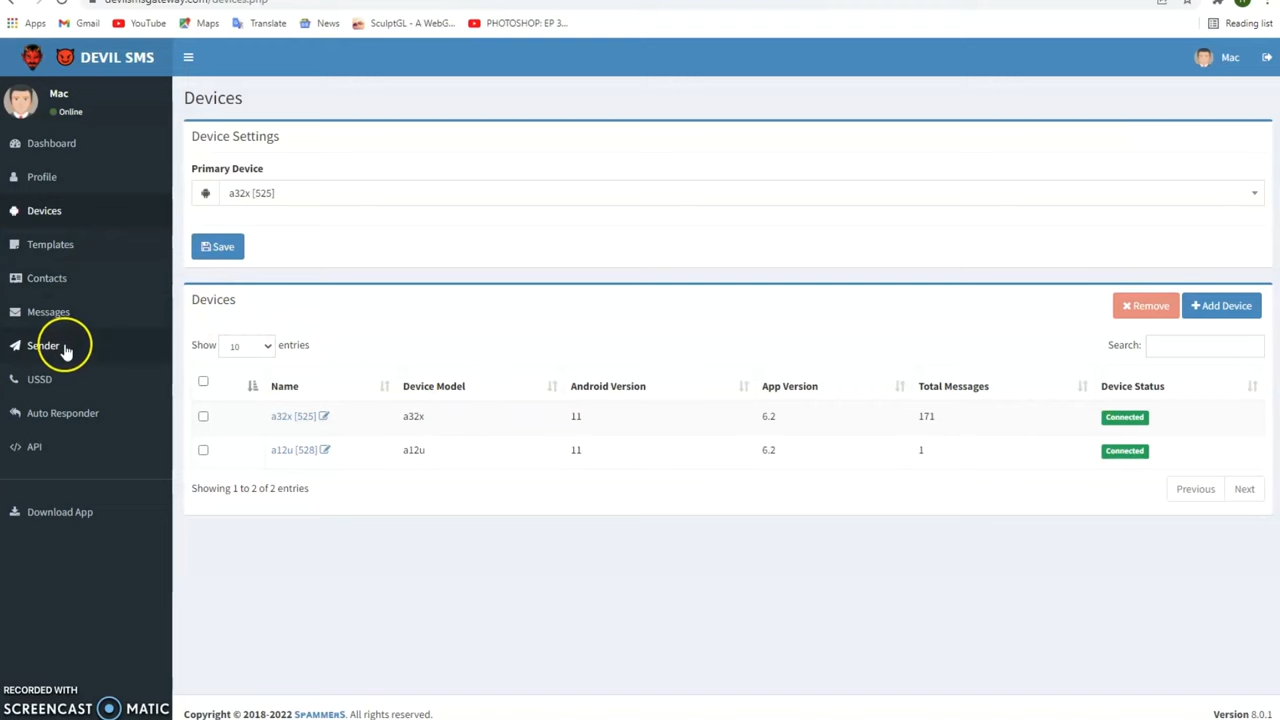 devilsmsgateway.com/devices.php
Apps Gmail YouTube Maps Translate News SculptGL - A WebG... PHOTOSHOP: EP 3... Reading list
DEVIL SMS
Mac
Mac
Online
Dashboard
Profile
Devices
Templates
Contacts
Messages
Sender
USSD
Auto Responder
API
Download App
Devices
Device Settings
Primary Device
a32x [525]
Save
Devices
Remove Add Device
Show 10 entries Search:
Name Device Model Android Version App Version Total Messages Device Status
a32x [525] a32x 11 6.2 171 Connected
a12u [528] a12u 11 6.2 1 Connected
Showing 1 to 2 of 2 entries Previous Next
RECORDED WITH
SCREENCAST MATIC
Copyright © 2018-2022 SPAMMERS. All rights reserved. Version 8.0.1